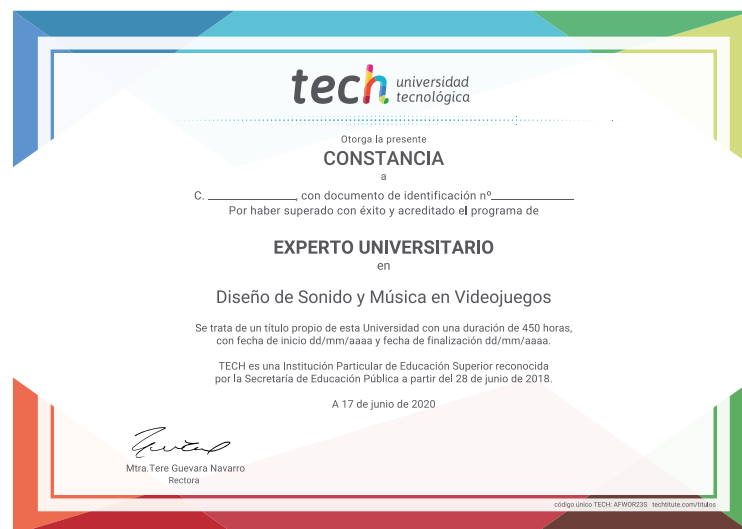 tech universidad
tecnológica
Otorga la presente
CONSTANCIA
a
C. ______________, con documento de identificación nº______________
Por haber superado con éxito y acreditado el programa de
EXPERTO UNIVERSITARIO
en
Diseño de Sonido y Música en Videojuegos
Se trata de un título propio de esta Universidad con una duración de 450 horas,
con fecha de inicio dd/mm/aaaa y fecha de finalización dd/mm/aaaa.
TECH es una Institución Particular de Educación Superior reconocida
por la Secretaría de Educación Pública a partir del 28 de junio de 2018.
A 17 de junio de 2020
Mtra.Tere Guevara Navarro
Rectora
código único TECH: AFWOR23S techtitute.com/titulos